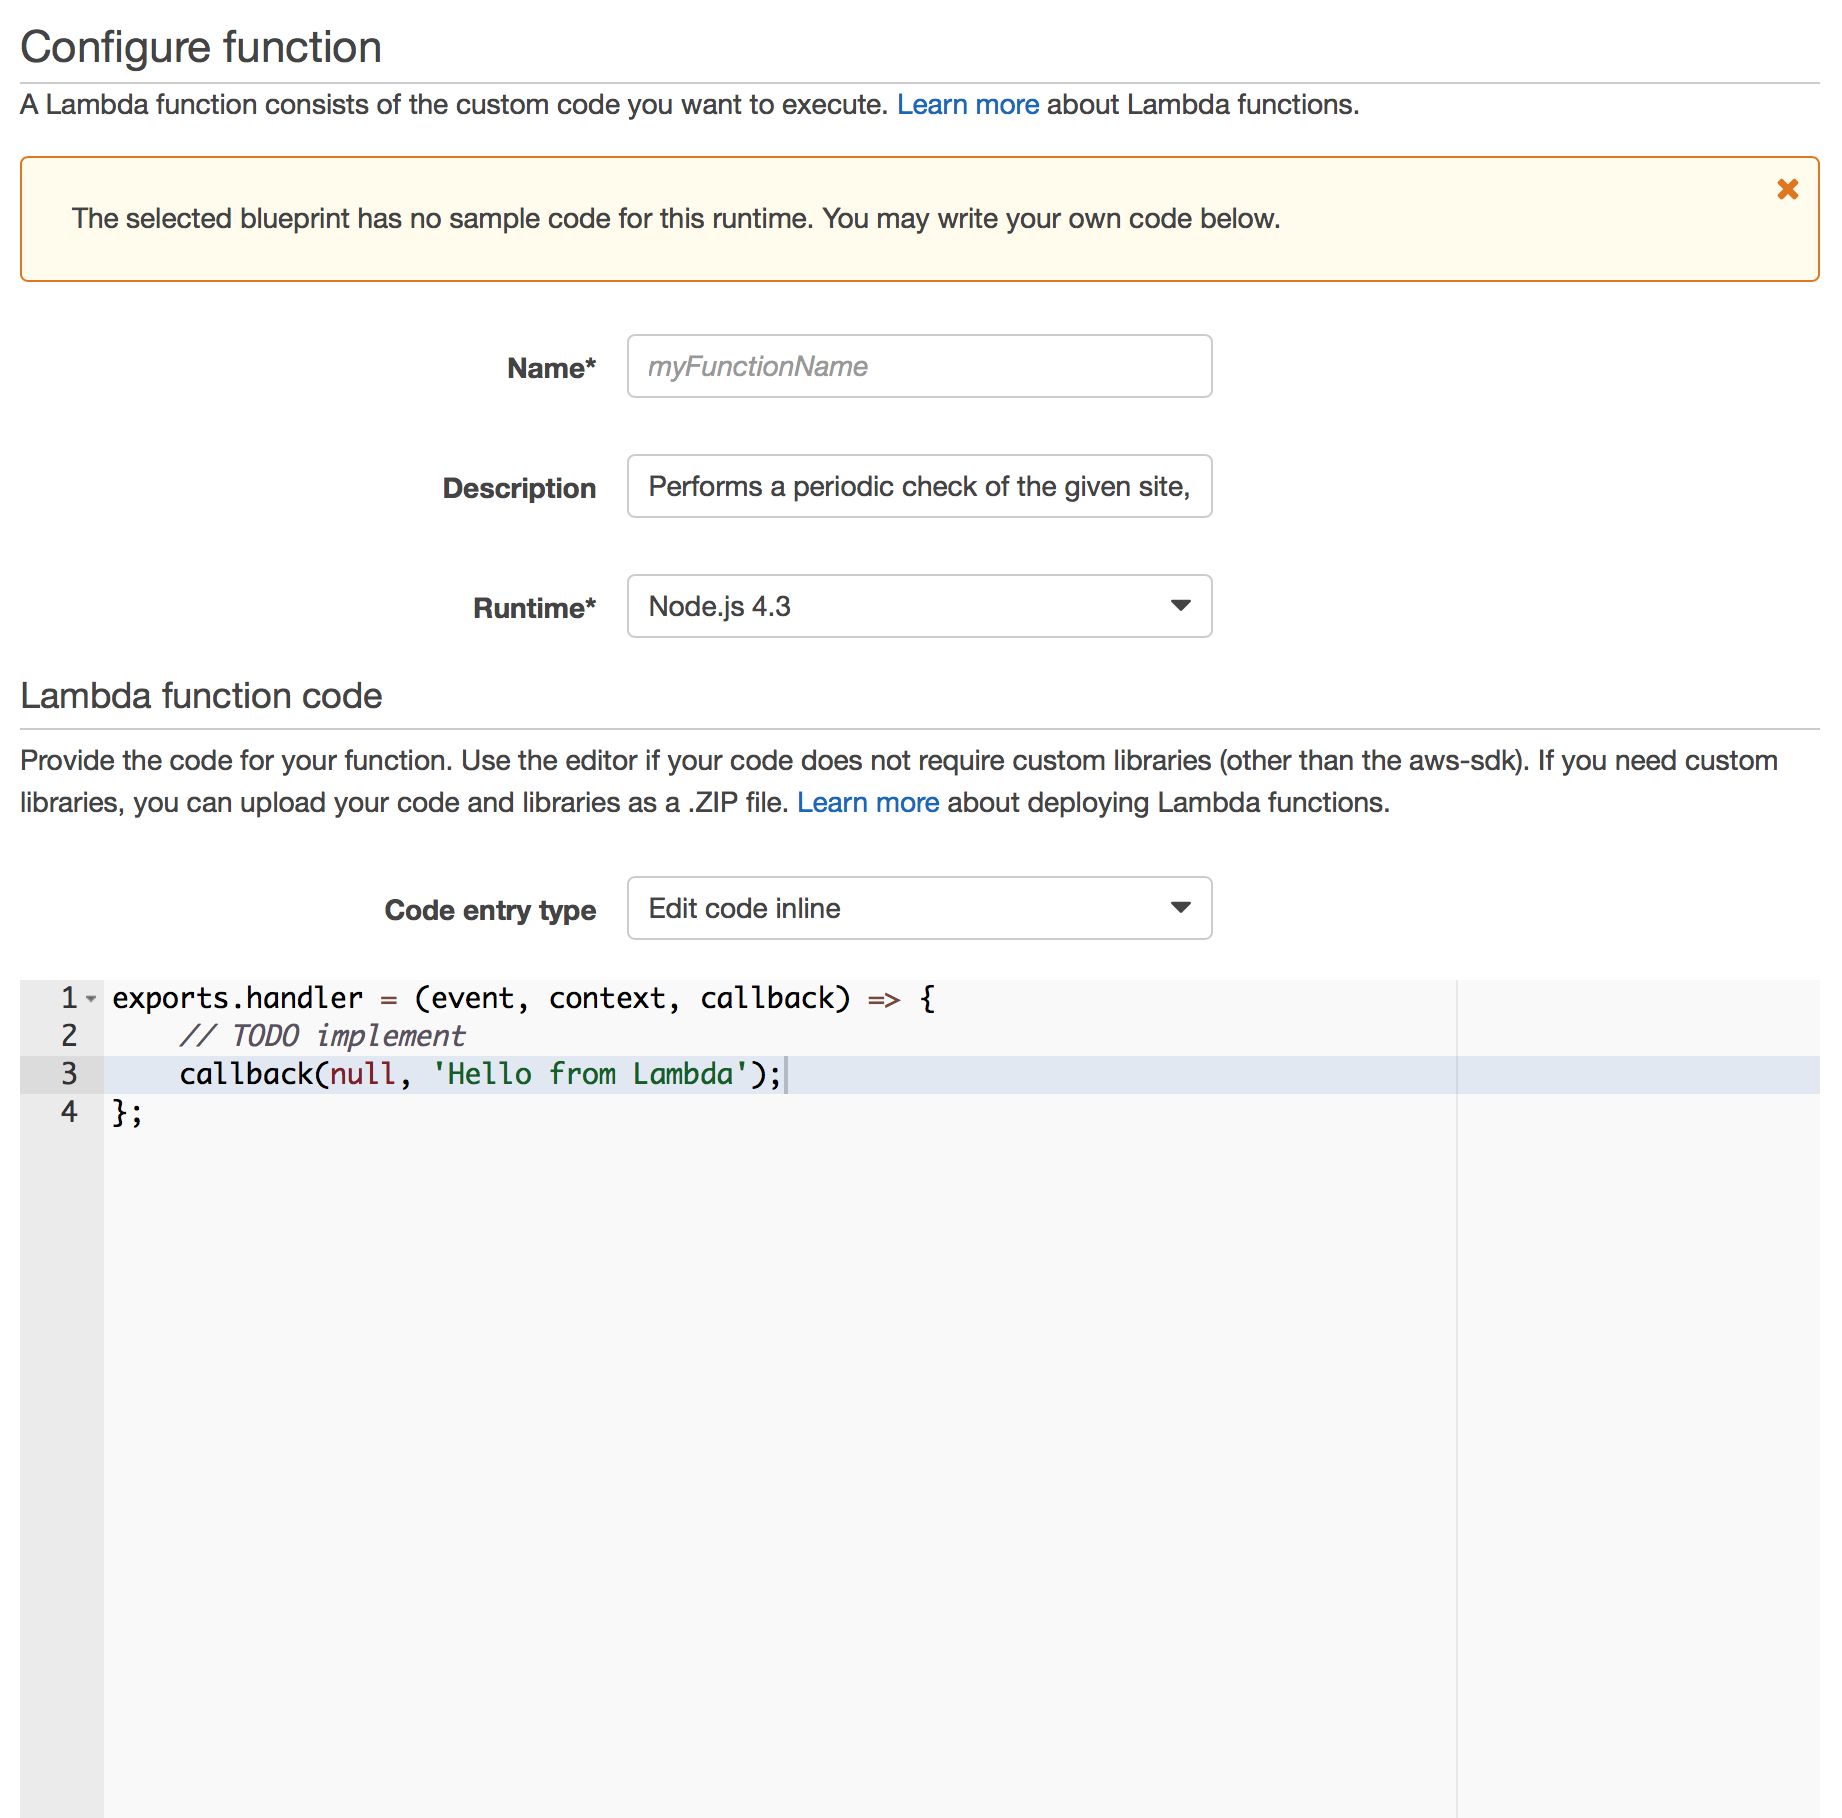 Configure function
A Lambda function consists of the custom code you want to execute. Learn more about Lambda functions.
The selected blueprint has no sample code for this runtime. You may write your own code below.
Name* myFunctionName
Description Performs a periodic check of the given site,
Runtime* Node.js 4.3
Lambda function code
Provide the code for your function. Use the editor if your code does not require custom libraries (other than the aws-sdk). If you need custom
libraries, you can upload your code and libraries as a .ZIP file. Learn more about deploying Lambda functions.
Code entry type Edit code inline
1 exports.handler = (event, context, callback) => {
2 // TODO implement
3 callback(null, 'Hello from Lambda');
4 };